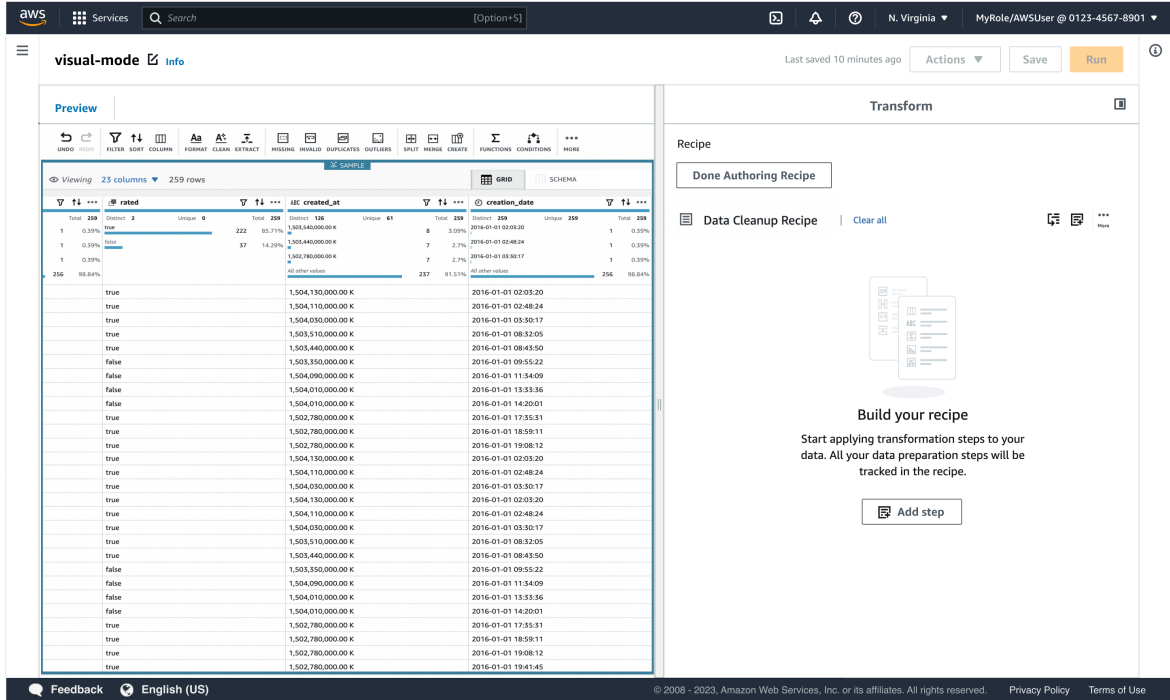 aws
Services
Search [Option+S]
N. Virginia ▼
MyRole/AWSUser @ 0123-4567-8901 ▼
visual-mode Info
Last saved 10 minutes ago
Actions ▼
Save
Run
Preview
Transform
UNDO REDO FILTER SORT COLUMN FORMAT CLEAN EXTRACT MISSING INVALID DUPLICATES OUTLIERS SPLIT MERGE CREATE FUNCTIONS CONDITIONS MORE
SAMPLE
Viewing 23 columns ▼ 259 rows
GRID SCHEMA
rated ABC created_at creation_date
Total 259 Distinct 2 Unique 0 Total 259 Distinct 126 Unique 61 Total 259 Distinct 259 Unique 259 Total 259
1 0.39% true 222 85.71% 1,503,540,000.00 K 8 3.09% 2016-01-01 02:03:20 1 0.39%
1 0.39% false 37 14.29% 1,503,440,000.00 K 7 2.7% 2016-01-01 02:48:24 1 0.39%
1 0.39% 1,502,780,000.00 K 7 2.7% 2016-01-01 03:30:17 1 0.39%
256 98.84% All other values 237 91.51% All other values 256 98.84%
true 1,504,130,000.00 K 2016-01-01 02:03:20
true 1,504,110,000.00 K 2016-01-01 02:48:24
true 1,504,030,000.00 K 2016-01-01 03:30:17
true 1,503,510,000.00 K 2016-01-01 08:32:05
true 1,503,440,000.00 K 2016-01-01 08:43:50
false 1,503,350,000.00 K 2016-01-01 09:55:22
false 1,504,090,000.00 K 2016-01-01 11:34:09
false 1,504,010,000.00 K 2016-01-01 13:33:36
false 1,504,010,000.00 K 2016-01-01 14:20:01
true 1,502,780,000.00 K 2016-01-01 17:35:31
true 1,502,780,000.00 K 2016-01-01 18:59:11
true 1,502,780,000.00 K 2016-01-01 19:08:12
true 1,504,130,000.00 K 2016-01-01 02:03:20
true 1,504,110,000.00 K 2016-01-01 02:48:24
true 1,504,030,000.00 K 2016-01-01 03:30:17
true 1,504,130,000.00 K 2016-01-01 02:03:20
true 1,504,110,000.00 K 2016-01-01 02:48:24
true 1,504,030,000.00 K 2016-01-01 03:30:17
true 1,503,510,000.00 K 2016-01-01 08:32:05
true 1,503,440,000.00 K 2016-01-01 08:43:50
false 1,503,350,000.00 K 2016-01-01 09:55:22
false 1,504,090,000.00 K 2016-01-01 11:34:09
false 1,504,010,000.00 K 2016-01-01 13:33:36
false 1,504,010,000.00 K 2016-01-01 14:20:01
true 1,502,780,000.00 K 2016-01-01 17:35:31
true 1,502,780,000.00 K 2016-01-01 18:59:11
true 1,502,780,000.00 K 2016-01-01 19:08:12
true 1,502,780,000.00 K 2016-01-01 19:41:45
Recipe
Done Authoring Recipe
Data Cleanup Recipe | Clear all
More
ABC
Build your recipe
Start applying transformation steps to your
data. All your data preparation steps will be
tracked in the recipe.
Add step
Feedback
English (US)
© 2008 - 2023, Amazon Web Services, Inc. or its affiliates. All rights reserved.
Privacy Policy
Terms of Use